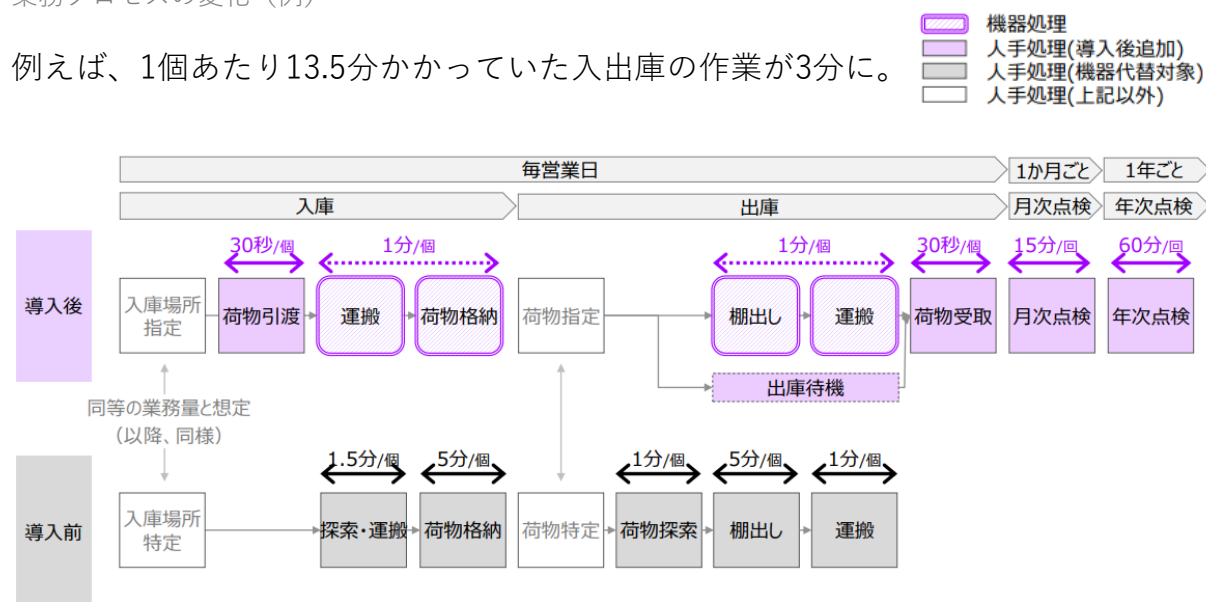 業務プロセスの変化（例）
例えば、1個あたり13.5分かかっていた入出庫の作業が3分に。
機器処理
人手処理(導入後追加)
人手処理(機器代替対象)
人手処理(上記以外)
毎営業日
1か月ごと
1年ごと
入庫
出庫
月次点検
年次点検
導入後
30秒/個
1分/個
1分/個
30秒/個
15分/回
60分/回
入庫場所
指定
荷物引渡
運搬
荷物格納
荷物指定
棚出し
運搬
荷物受取
月次点検
年次点検
出庫待機
同等の業務量と想定
（以降、同様）
導入前
1.5分/個
5分/個
1分/個
5分/個
1分/個
入庫場所
特定
探索・運搬
荷物格納
荷物特定
荷物探索
棚出し
運搬